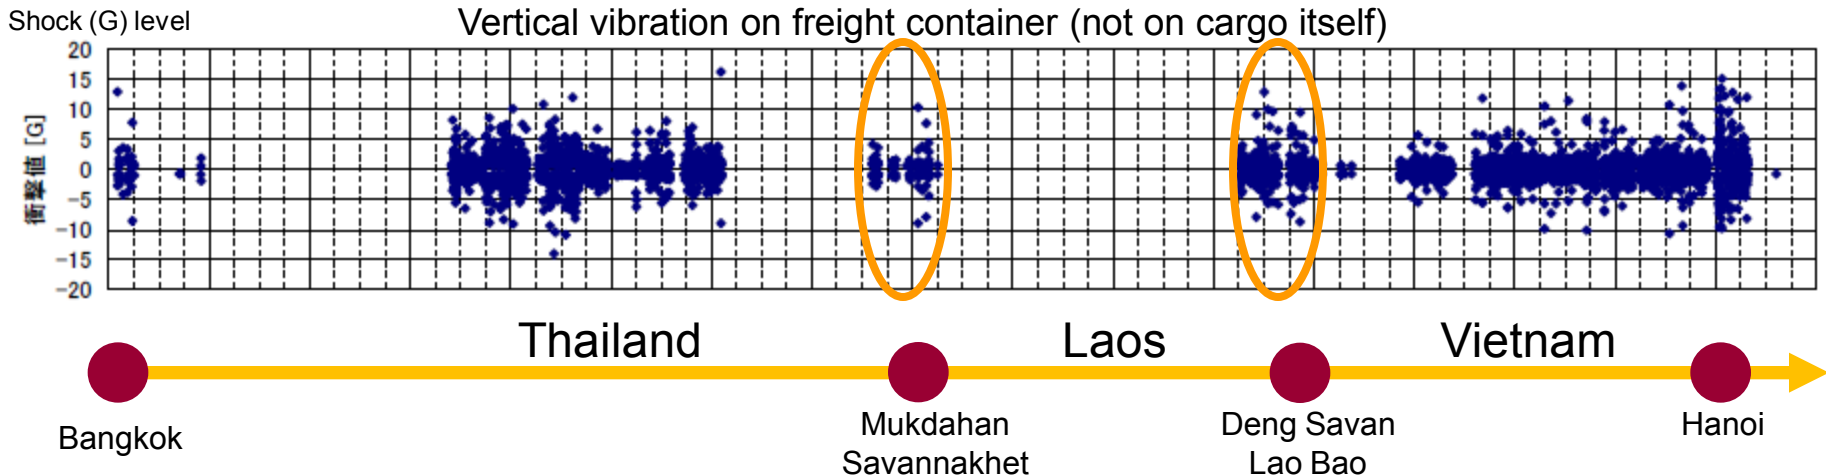 Shock (G) level
Vertical vibration on freight container (not on cargo itself)
衝撃値 [G]
20
15
10
5
0
-5
-10
-15
-20
Thailand
Laos
Vietnam
Bangkok
Mukdahan
Savannakhet
Deng Savan
Lao Bao
Hanoi